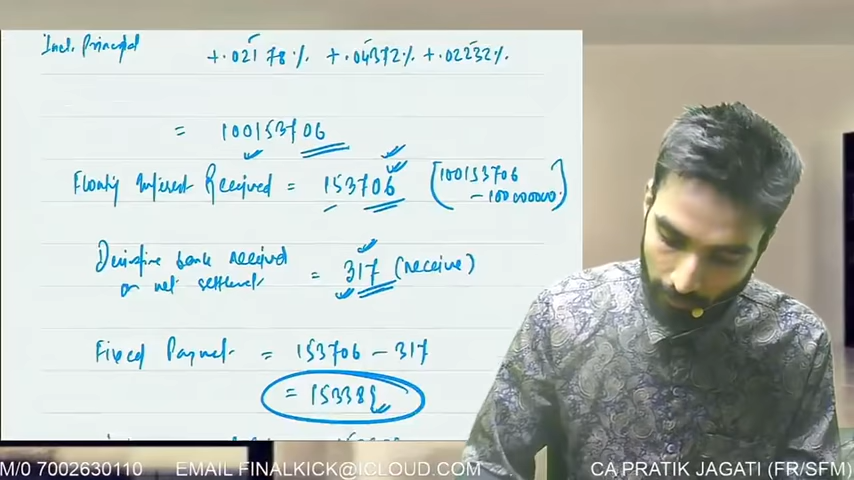 Incl. Principal
+.02178% +.04372% +.02232%.
= 100153706
Floating Interest Received = 153706 [100153706
- 100000000]
Derivative bank received
on net settlement = 317 (receive)
Fixed Payment = 153706 - 317
= 153389
M/0 7002630110 EMAIL FINALKICK@ICLOUD.COM CA PRATIK JAGATI (FR/SFM)